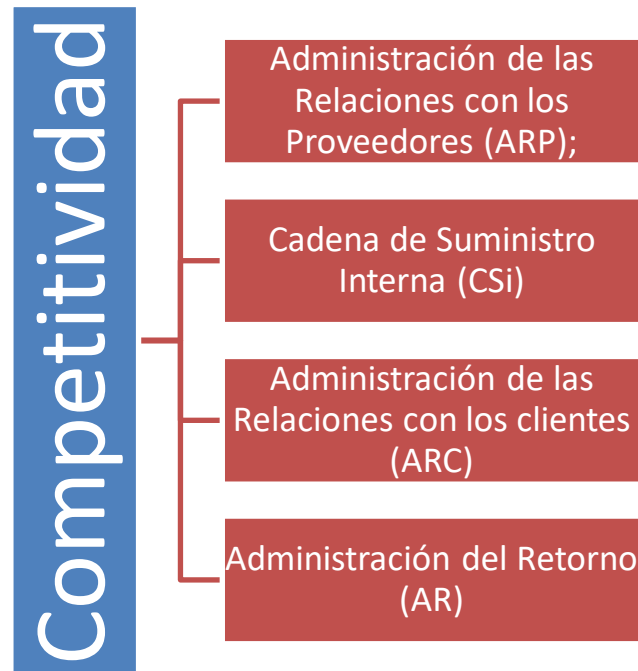 Competitividad
Administración de las
Relaciones con los
Proveedores (ARP);
Cadena de Suministro
Interna (CSi)
Administración de las
Relaciones con los clientes
(ARC)
Administración del Retorno
(AR)